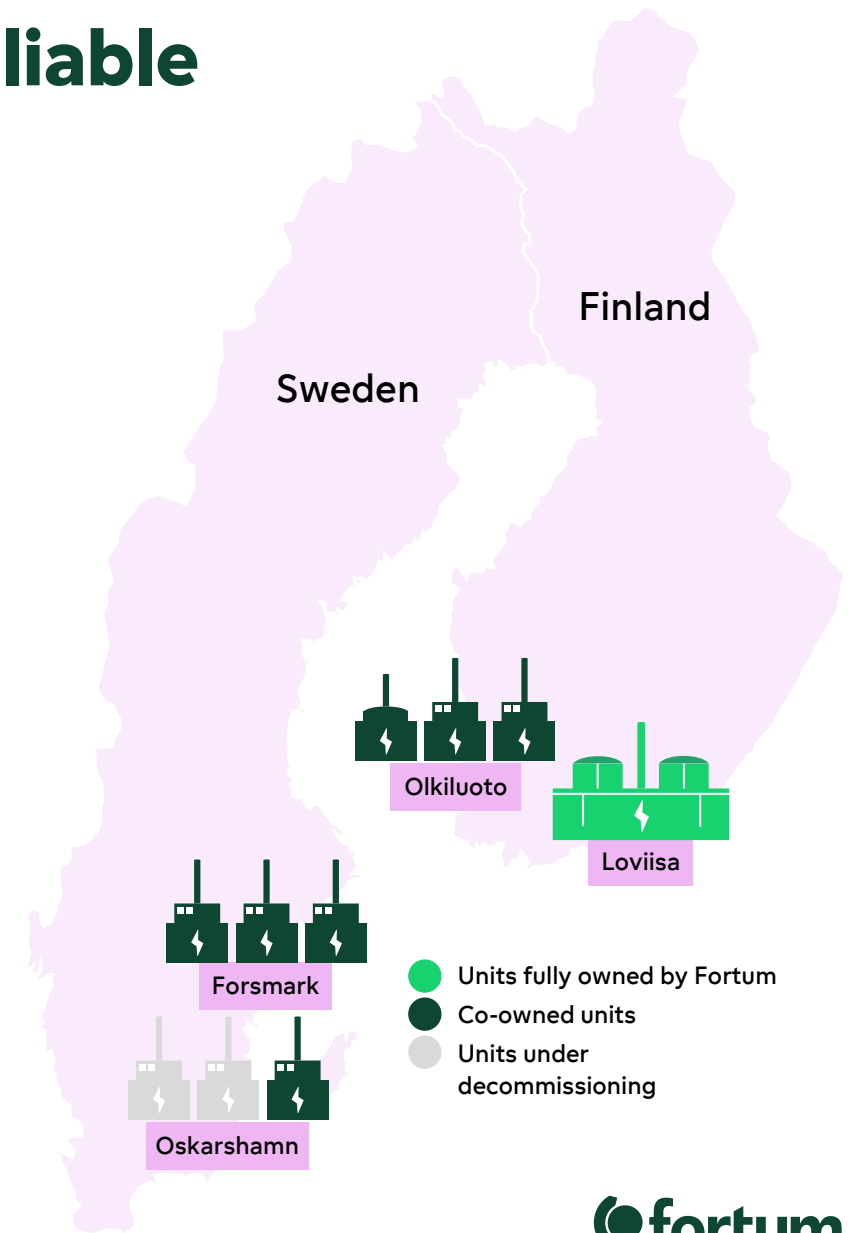 liable
Finland
Sweden
Olkiluoto
Loviisa
Forsmark
Units fully owned by Fortum
Co-owned units
Units under
decommissioning
Oskarshamn
fortum